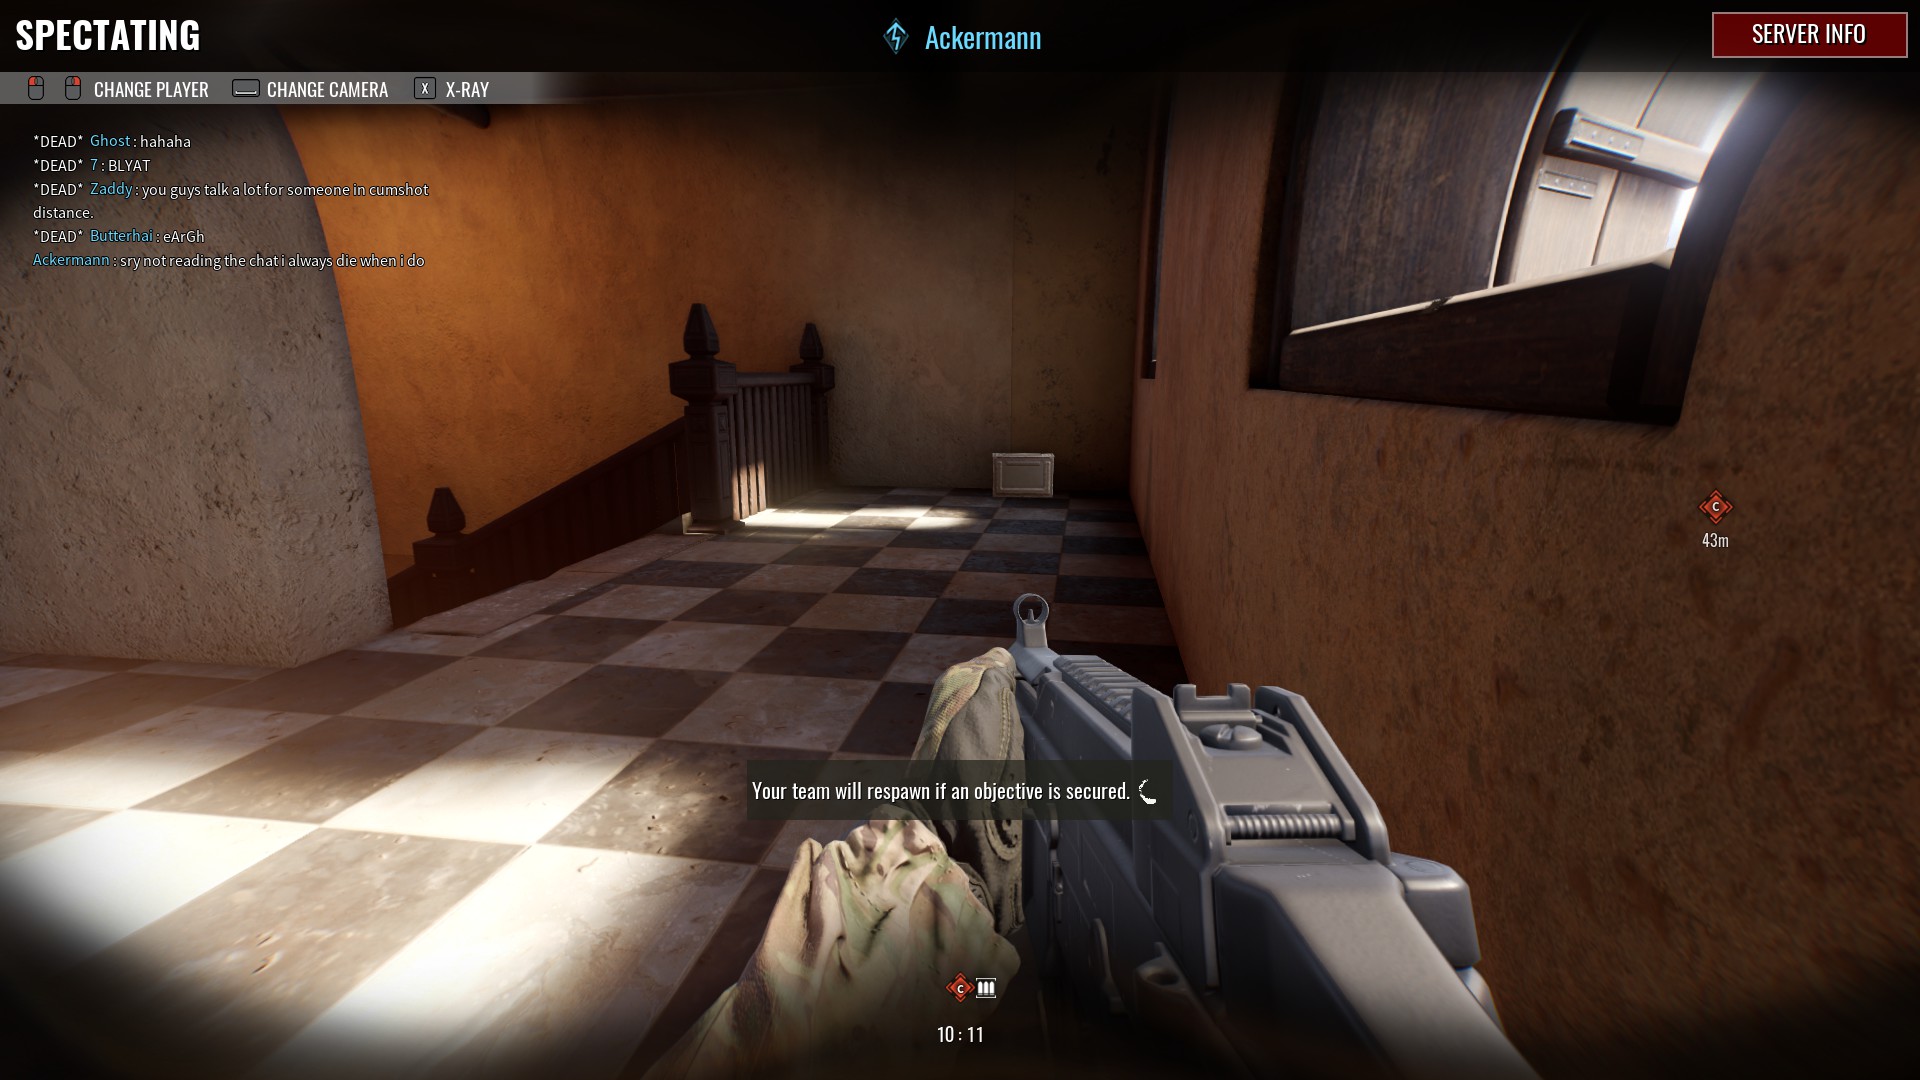 SPECTATING
Ackermann
SERVER INFO
CHANGE PLAYER
CHANGE CAMERA
X
X-RAY
*DEAD* Ghost : hahaha
*DEAD* 7 : BLYAT
*DEAD* Zaddy : you guys talk a lot for someone in cumshot
distance.
*DEAD* Butterhai : eArGh
Ackermann : sry not reading the chat i always die when i do
C
43m
Your team will respawn if an objective is secured.
C
10 : 11